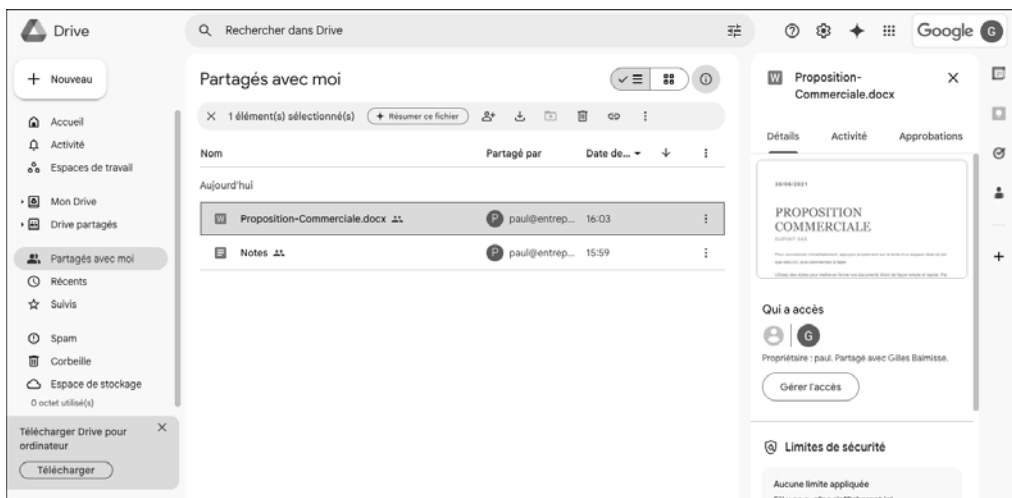 Drive
Rechercher dans Drive
Google G
Nouveau
Accueil
Activité
Espaces de travail
Mon Drive
Drive partagés
Partagés avec moi
Récents
Suivis
Spam
Corbeille
Espace de stockage
0 octet utilisé(s)
Télécharger Drive pour
ordinateur
Télécharger
Partagés avec moi
1 élément(s) sélectionné(s) Résumer ce fichier
Nom Partagé par Date de...
Aujourd'hui
W Proposition-Commerciale.docx P paul@entrep... 16:03
Notes P paul@entrep... 15:59
W Proposition-
Commerciale.docx
Détails Activité Approbations
PROPOSITION
COMMERCIALE
Qui a accès
G
Propriétaire : paul. Partagé avec Gilles Balmisse.
Gérer l'accès
Limites de sécurité
Aucune limite appliquée